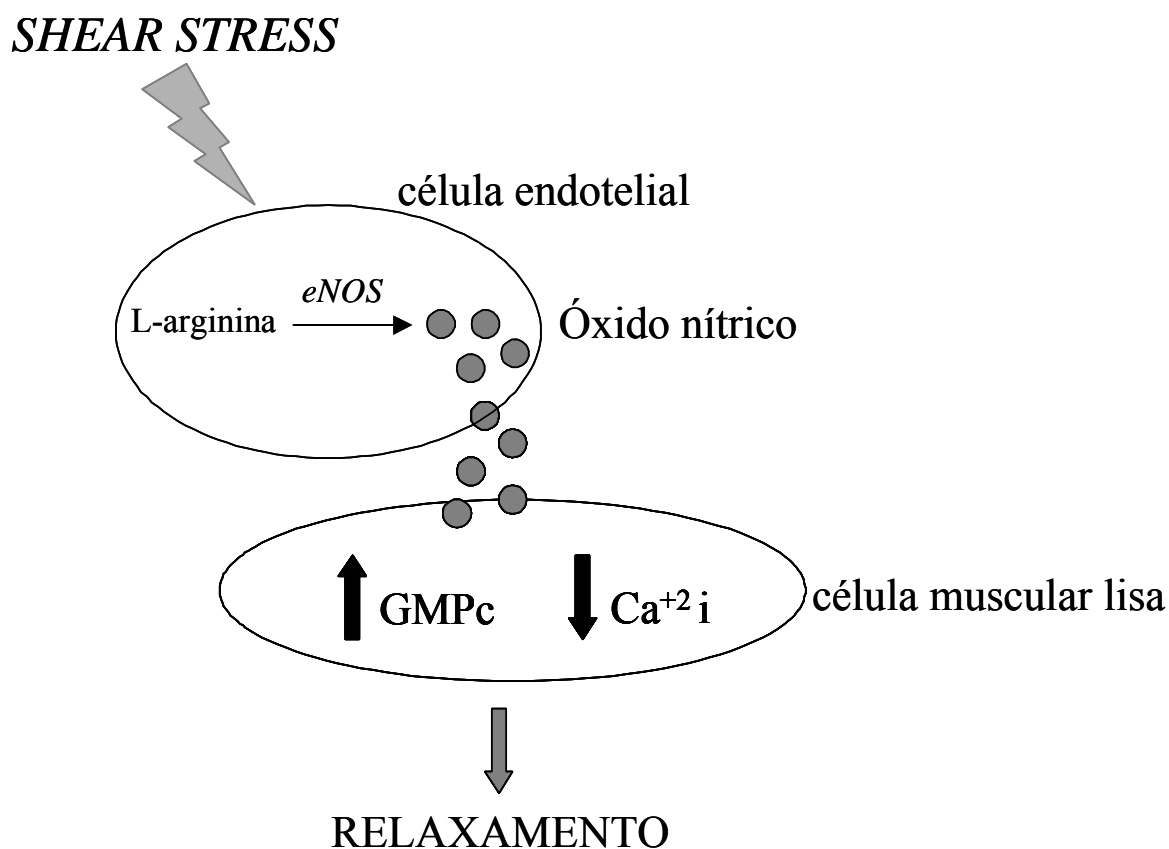 SHEAR STRESS
célula endotelial
eNOS
L-arginina
Óxido nítrico
GMPc
Ca⁺² i
célula muscular lisa
RELAXAMENTO